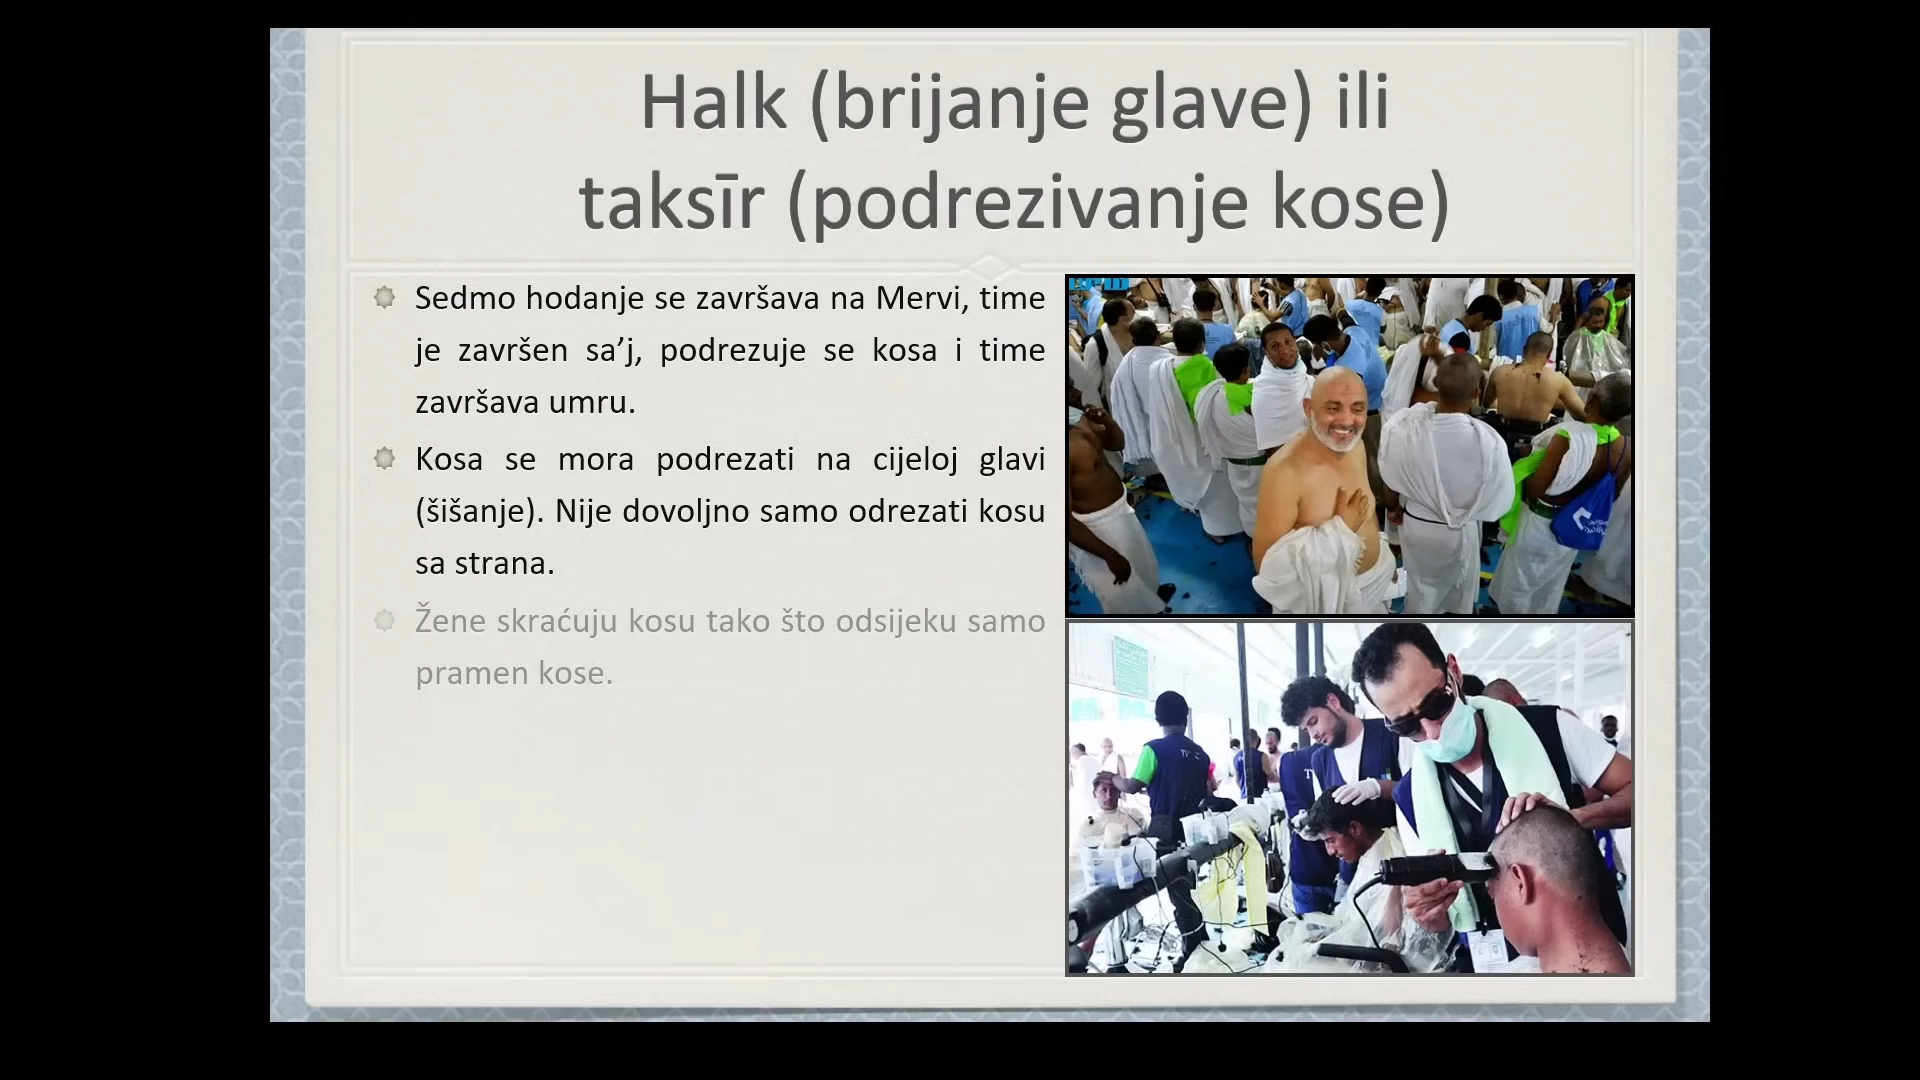 Halk (brijanje glave) ili
taksīr (podrezivanje kose)
Sedmo hodanje se završava na Mervi, time
je završen sa’j, podrezuje se kosa i time
završava umru.
Kosa se mora podrezati na cijeloj glavi
(šišanje). Nije dovoljno samo odrezati kosu
sa strana.
Žene skraćuju kosu tako što odsijeku samo
pramen kose.